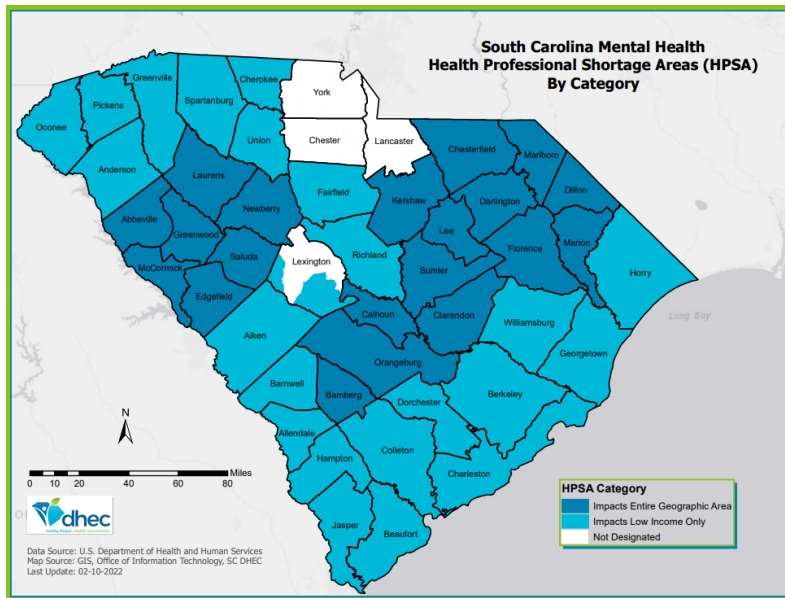 South Carolina Mental Health
Health Professional Shortage Areas (HPSA)
By Category
Oconee
Pickens
Greenville
Spartanburg
Cherokee
York
Union
Chester
Lancaster
Anderson
Laurens
Fairfield
Kershaw
Chesterfield
Marlboro
Dillon
Darlington
Abbeville
Greenwood
Newberry
Lee
Florence
Marion
Horry
McCormick
Saluda
Lexington
Richland
Sumter
Edgefield
Calhoun
Clarendon
Williamsburg
Georgetown
Long Bay
Aiken
Orangeburg
Barnwell
Bamberg
Dorchester
Berkeley
Allendale
Hampton
Colleton
Charleston
Jasper
Beaufort
N
Miles
0 5 10 20 40 60 80
dhec
Healthy People. Healthy Communities.
Data Source: U.S. Department of Health and Human Services
Map Source: GIS, Office of Information Technology, SC DHEC
Last Update: 02-10-2022
HPSA Category
Impacts Entire Geographic Area
Impacts Low Income Only
Not Designated